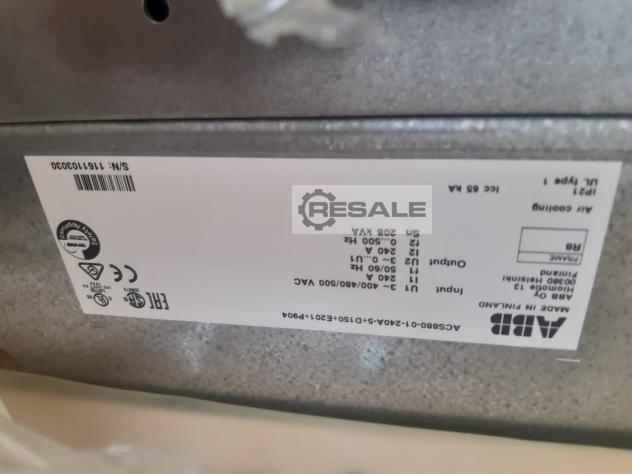 ABB
MADE IN FINLAND
ABB Oy
Hiomotie 13
00380 Helsinki
Finland
FRAME
R8
Air cooling
IP21
UL type 1
ACS880-01-240A-5+D150+E201+P904
Input
U1 3~ 400/480/500 VAC
I1 240 A
f1 50/60 Hz
Output
U2 3~ 0...U1
I2 240 A
f2 0...500 Hz
Sn 208 kVA
Icc 65 kA
S/N: 1161103030
EAC
CE
RESALE